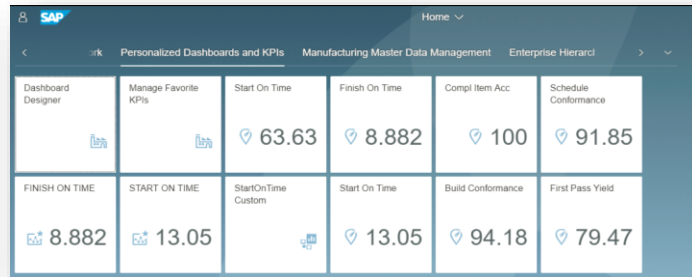 SAP
Home
rk Personalized Dashboards and KPIs Manufacturing Master Data Management Enterprise Hierarcl
Dashboard
Designer
Manage Favorite
KPIs
Start On Time
63.63
Finish On Time
8.882
Compl Item Acc
100
Schedule
Conformance
91.85
FINISH ON TIME
8.882
START ON TIME
13.05
StartOnTime
Custom
Start On Time
13.05
Build Conformance
94.18
First Pass Yield
79.47